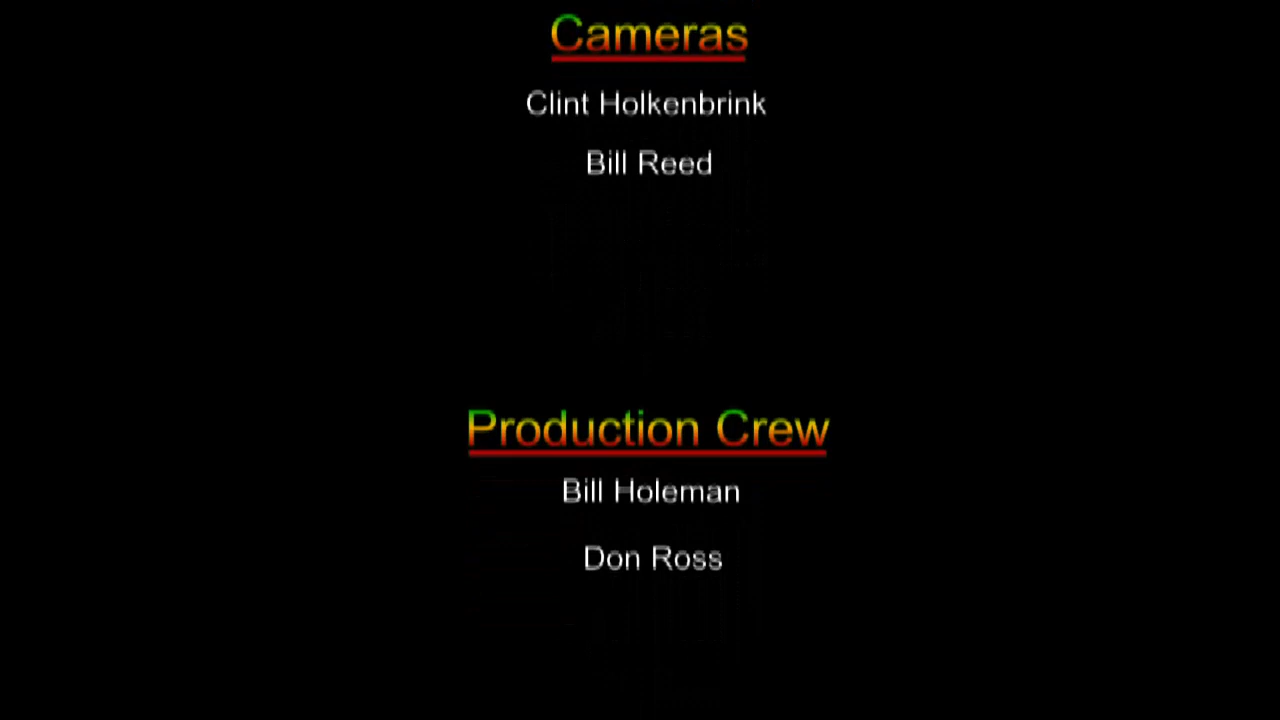 Cameras
Clint Holkenbrink
Bill Reed
Production Crew
Bill Holeman
Don Ross